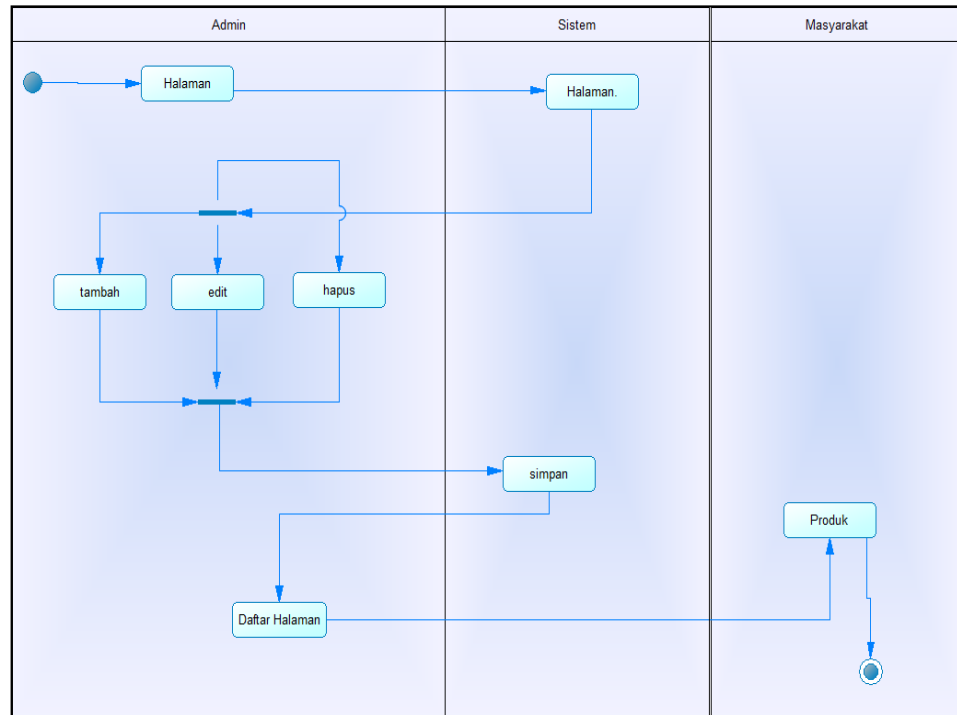 Admin
Sistem
Masyarakat
Halaman
Halaman.
tambah
edit
hapus
simpan
Produk
Daftar Halaman